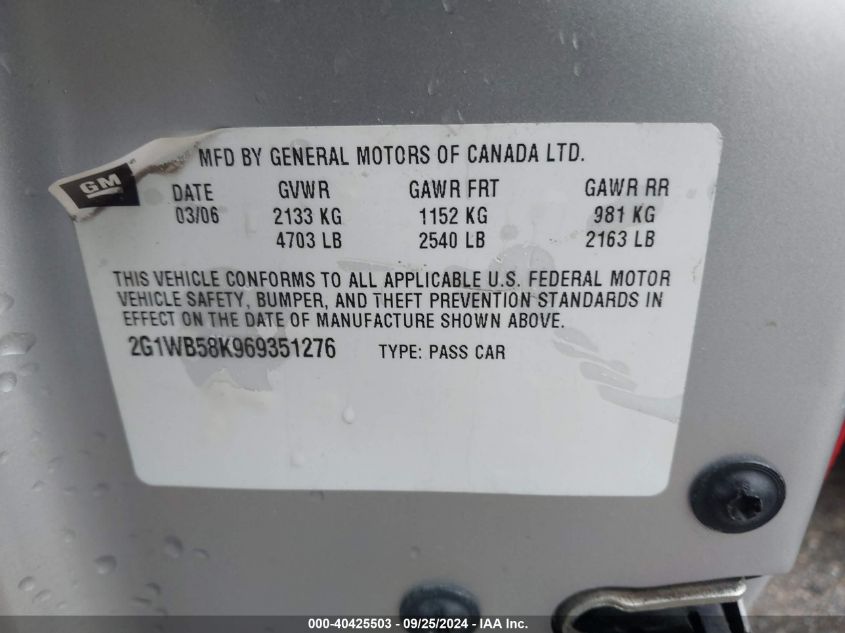 MFD BY GENERAL MOTORS OF CANADA LTD.
GM
DATE GVWR GAWR FRT GAWR RR
03/06 2133 KG 1152 KG 981 KG
4703 LB 2540 LB 2163 LB
THIS VEHICLE CONFORMS TO ALL APPLICABLE U.S. FEDERAL MOTOR
VEHICLE SAFETY, BUMPER, AND THEFT PREVENTION STANDARDS IN
EFFECT ON THE DATE OF MANUFACTURE SHOWN ABOVE.
2G1WB58K969351276 TYPE: PASS CAR
000-40425503 - 09/25/2024 - IAA Inc.